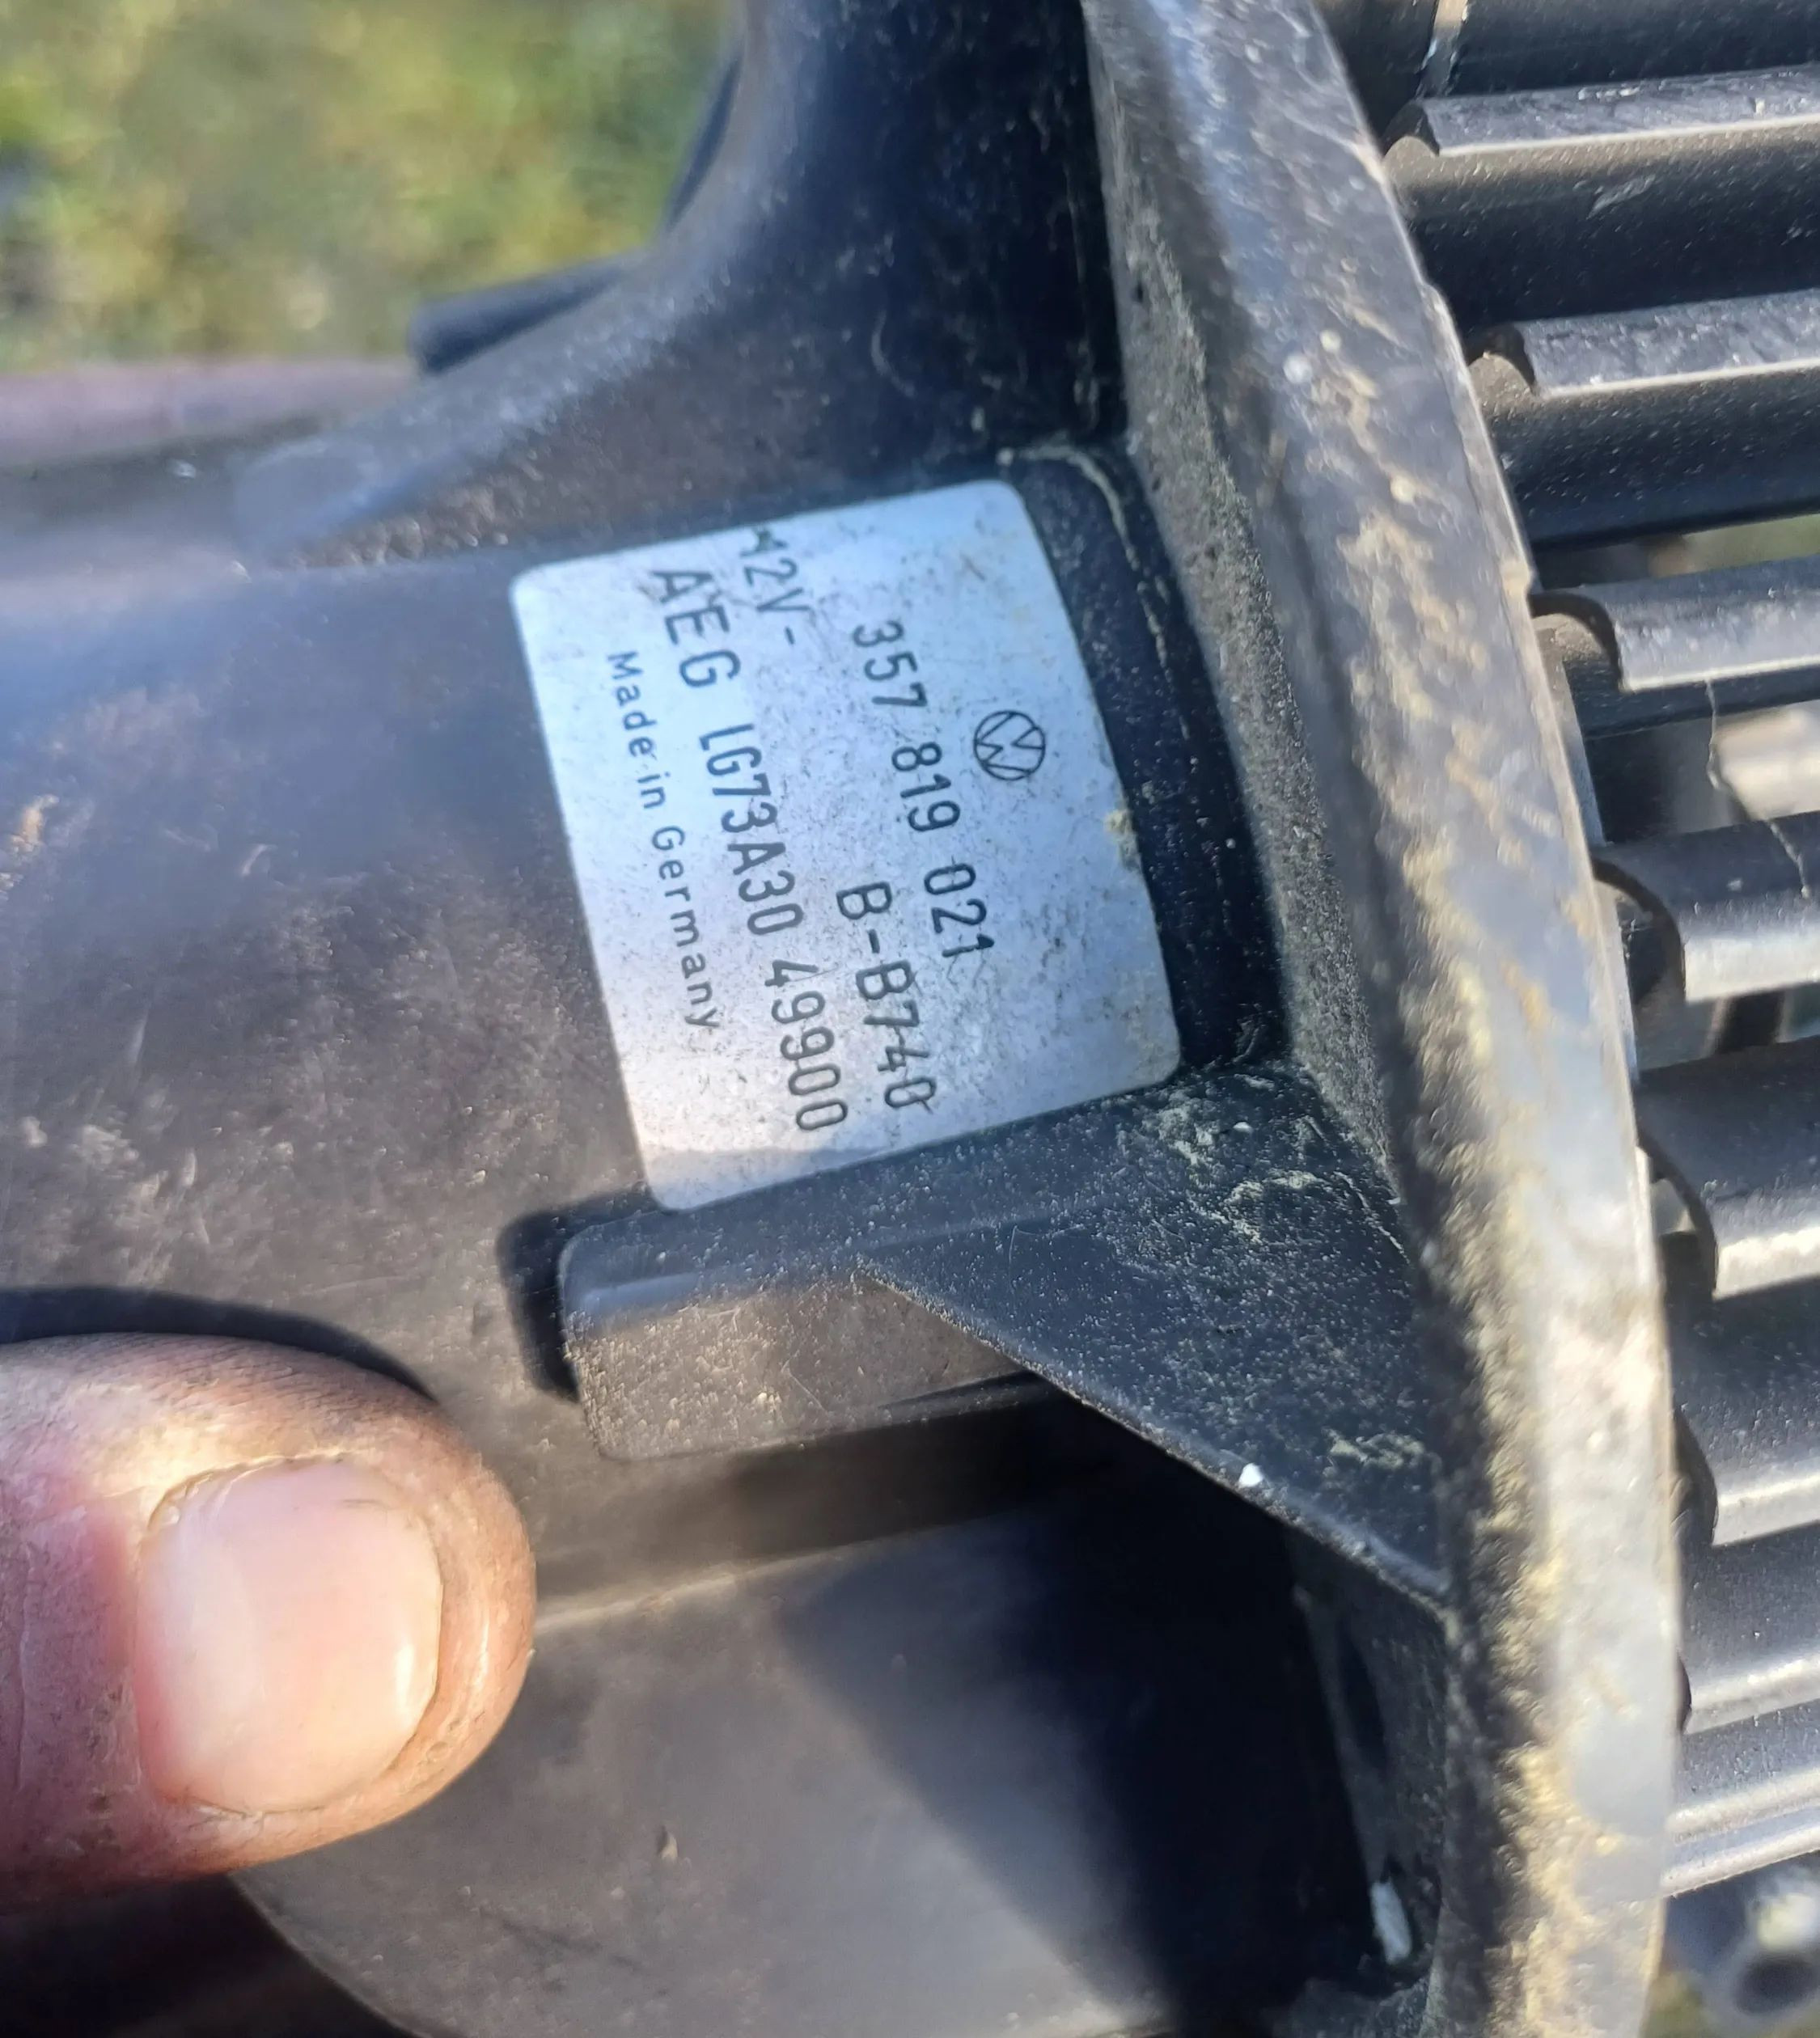 357 819 021
12V- B-B740
AEG LG73A30 49900
Made in Germany